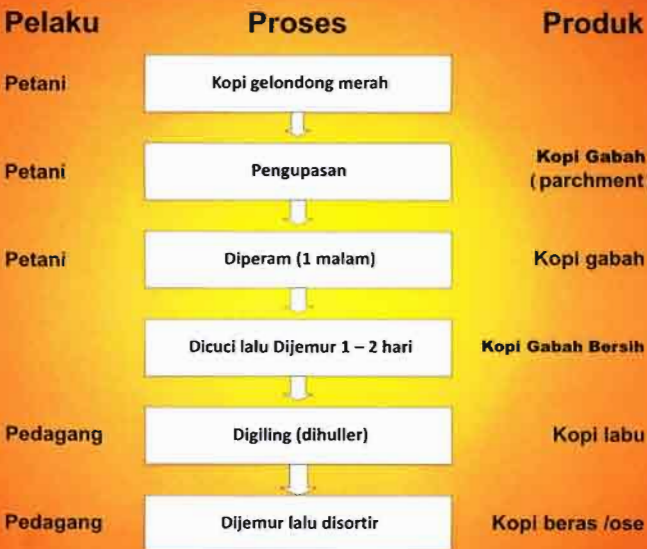 Pelaku Proses Produk
Petani Kopi gelondong merah
Petani Pengupasan Kopi Gabah
(parchment
Petani Diperam (1 malam) Kopi gabah
Dicuci lalu Dijemur 1 – 2 hari Kopi Gabah Bersih
Pedagang Digiling (dihuller) Kopi labu
Pedagang Dijemur lalu disortir Kopi beras /ose